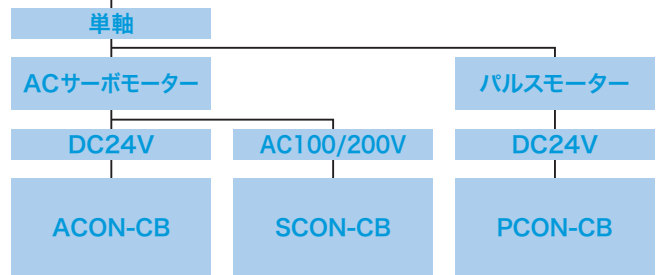 単軸
ACサーボモーター
パルスモーター
DC24V
AC100/200V
DC24V
ACON-CB
SCON-CB
PCON-CB